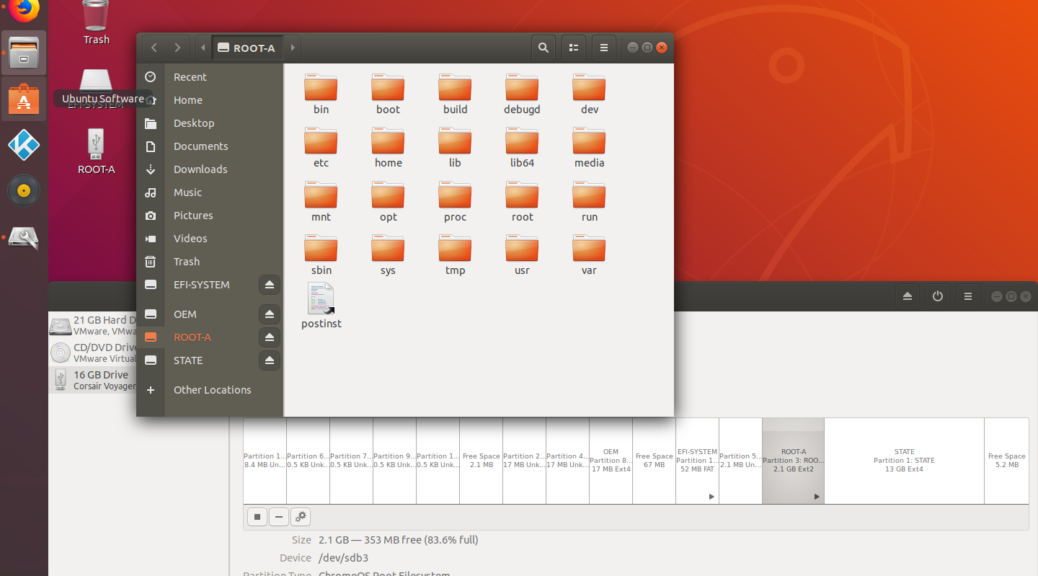 Trash
Ubuntu Software
ROOT-A
ROOT-A
Recent
Home
Desktop
Documents
Downloads
Music
Pictures
Videos
Trash
EFI-SYSTEM
OEM
ROOT-A
STATE
Other Locations
bin
boot
build
debugd
dev
etc
home
lib
lib64
media
mnt
opt
proc
root
run
sbin
sys
tmp
usr
var
postinst
21 GB Hard D
VMware, VMwa
CD/DVD Drive
VMware Virtual
16 GB Drive
Corsair Voyager
Partition 1...
8.4 MB Un...
Partition 6...
0.5 KB Unk...
Partition 7...
0.5 KB Unk...
Partition 9...
0.5 KB Unk...
Partition 1...
0.5 KB Unk...
Free Space
2.1 MB
Partition 2...
17 MB Unk...
Partition 4...
17 MB Unk...
OEM
Partition 8...
17 MB Ext4
Free Space
67 MB
EFI-SYSTEM
Partition 1...
52 MB FAT
Partition 5...
2.1 MB Un...
ROOT-A
Partition 3: ROO...
2.1 GB Ext2
STATE
Partition 1: STATE
13 GB Ext4
Free Space
5.2 MB
Size 2.1 GB — 353 MB free (83.6% full)
Device /dev/sdb3
Partition Type ChromeOS Root Filesystem